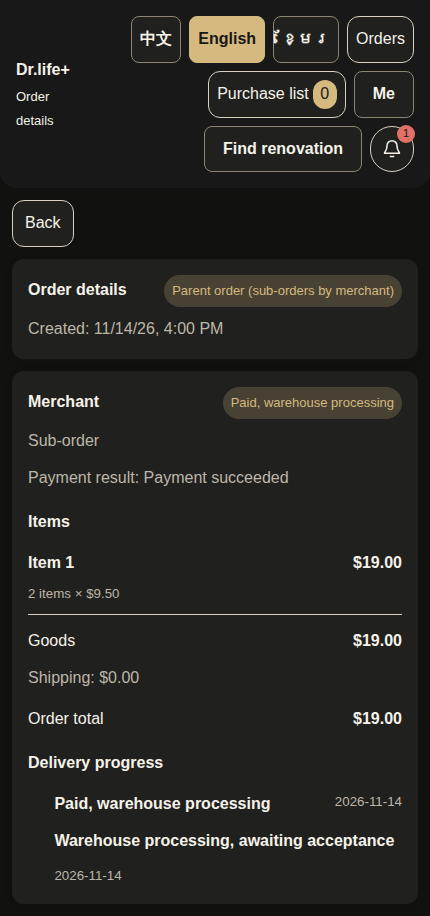 中文
English
ខ្មែរ
Orders
Dr.life+
Order
details
Purchase list 0
Me
Find renovation
1
Back
Order details
Parent order (sub-orders by merchant)
Created: 11/14/26, 4:00 PM
Merchant
Paid, warehouse processing
Sub-order
Payment result: Payment succeeded
Items
Item 1 $19.00
2 items × $9.50
Goods $19.00
Shipping: $0.00
Order total $19.00
Delivery progress
Paid, warehouse processing 2026-11-14
Warehouse processing, awaiting acceptance
2026-11-14